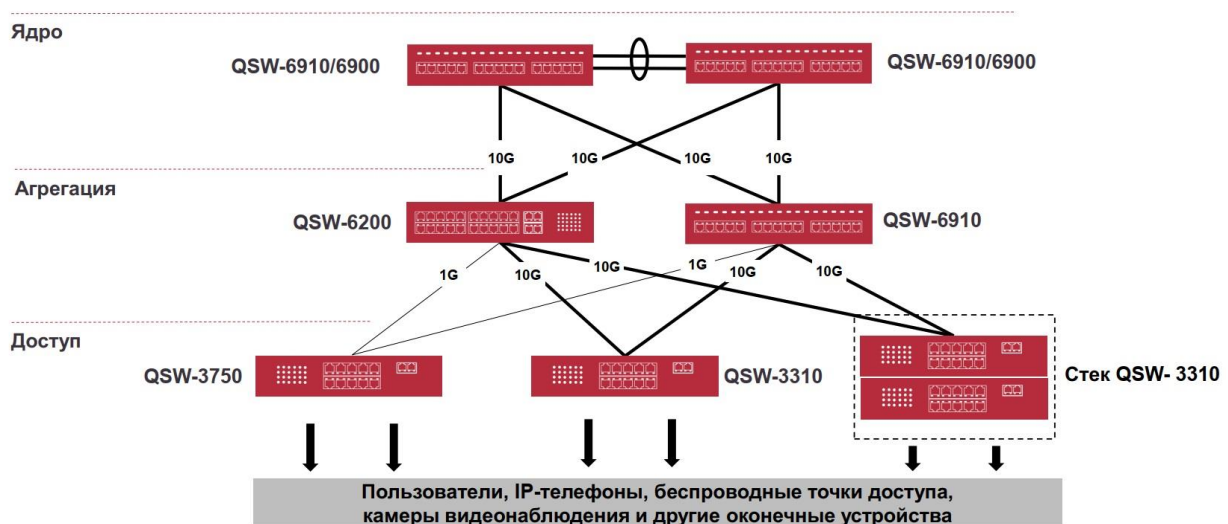 Ядро
QSW-6910/6900
QSW-6910/6900
10G
10G
10G
10G
Агрегация
QSW-6200
QSW-6910
1G
10G
10G
1G
10G
10G
Доступ
QSW-3750
QSW-3310
Стек QSW- 3310
Пользователи, IP-телефоны, беспроводные точки доступа,
камеры видеонаблюдения и другие оконечные устройства